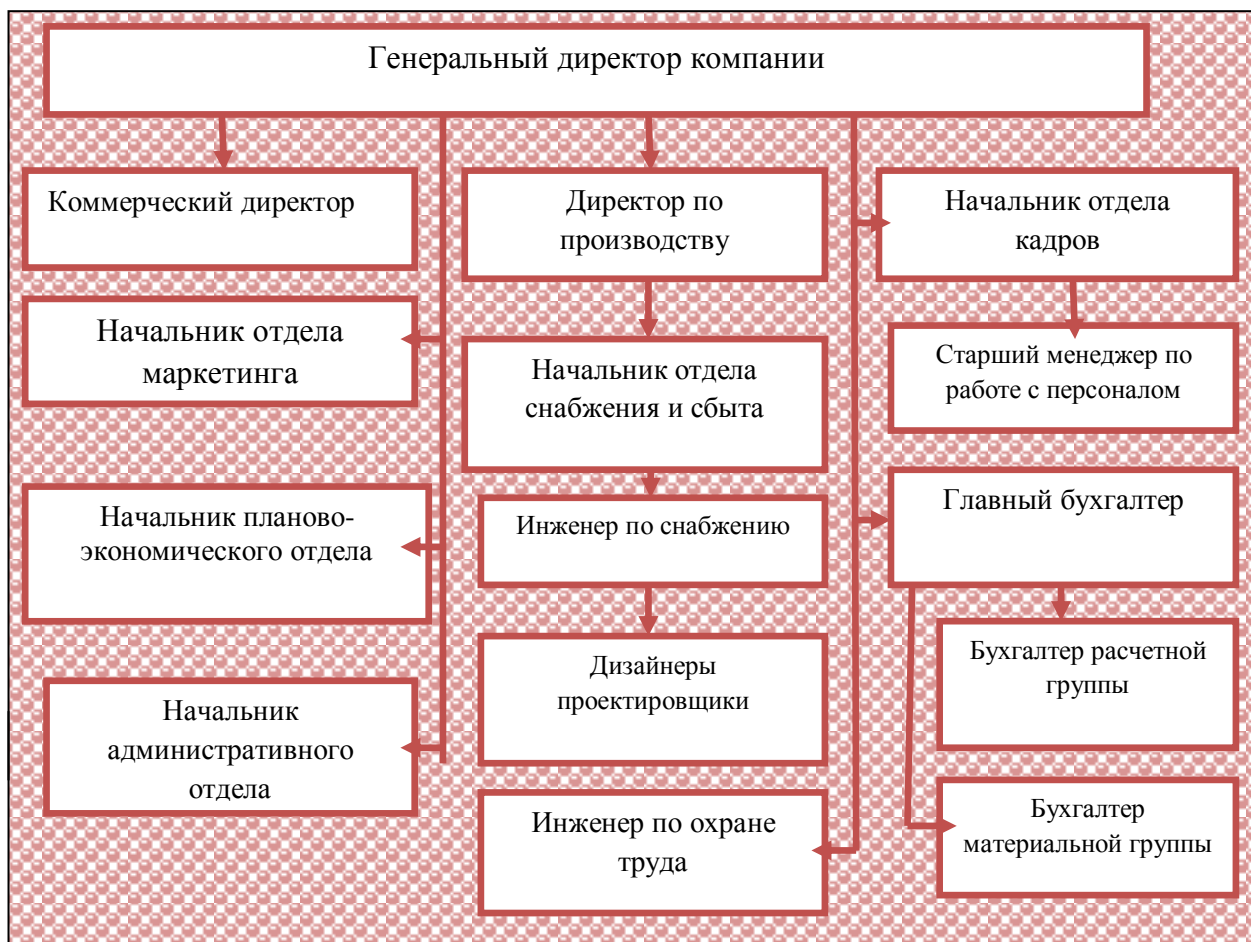 Генеральный директор компании
Коммерческий директор
Директор по
производству
Начальник отдела
кадров
Начальник отдела
маркетинга
Начальник отдела
снабжения и сбыта
Старший менеджер по
работе с персоналом
Начальник планово-
экономического отдела
Инженер по снабжению
Главный бухгалтер
Дизайнеры
проектировщики
Бухгалтер расчетной
группы
Начальник
административного
отдела
Инженер по охране
труда
Бухгалтер
материальной группы